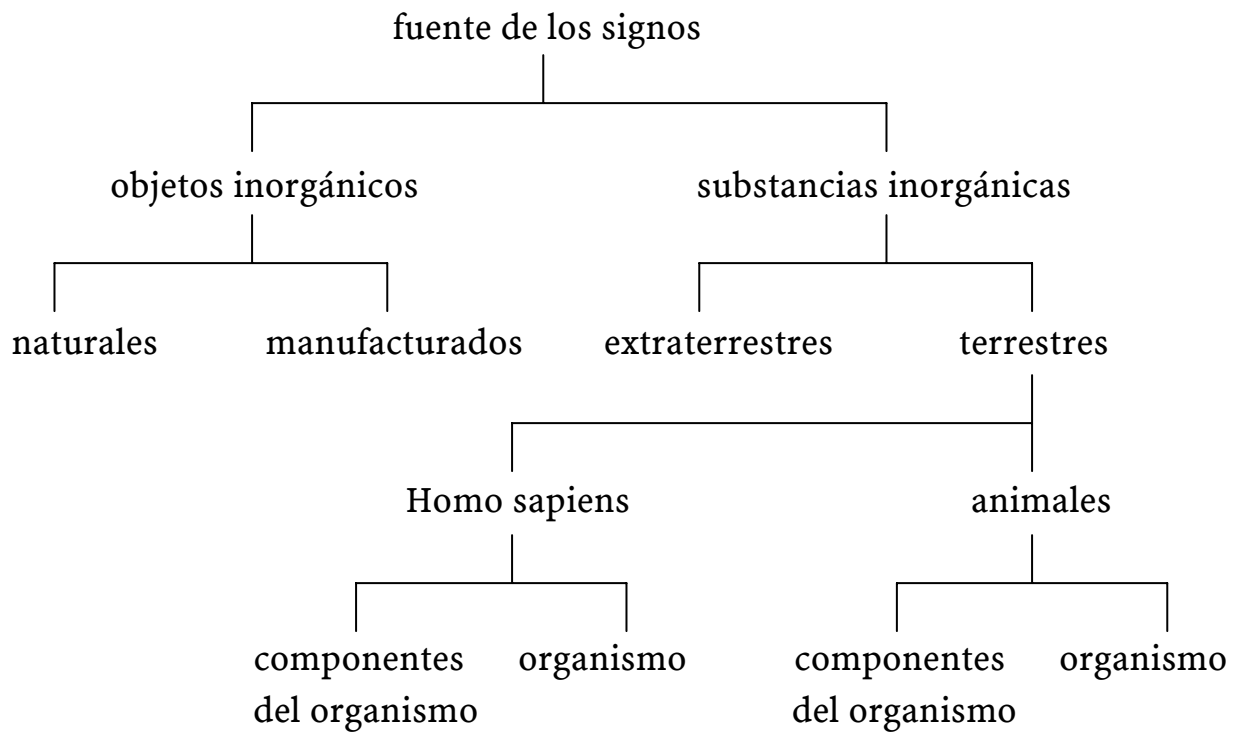 fuente de los signos
objetos inorgánicos
substancias inorgánicas
naturales
manufacturados
extraterrestres
terrestres
Homo sapiens
animales
componentes
del organismo
organismo
componentes
del organismo
organismo